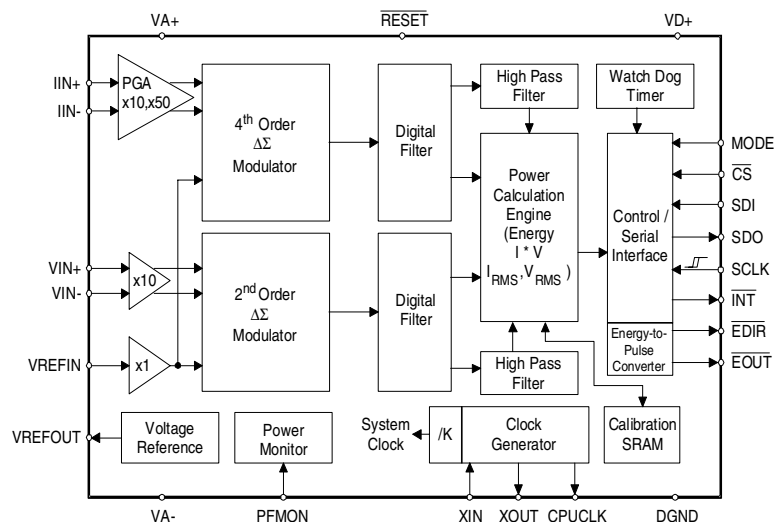 VA+
RESET
VD+
IIN+
IIN-
PGA
x10,x50
4th Order
ΔΣ
Modulator
Digital
Filter
High Pass
Filter
Watch Dog
Timer
Power
Calculation
Engine
(Energy
I * V
IRMS,VRMS )
Control /
Serial
Interface
MODE
CS
SDI
SDO
SCLK
INT
EDIR
EOUT
VIN+
VIN-
x10
2nd Order
ΔΣ
Modulator
Digital
Filter
Energy-to-
Pulse
Converter
VREFIN
x1
High Pass
Filter
VREFOUT
Voltage
Reference
Power
Monitor
System
Clock
/K
Clock
Generator
Calibration
SRAM
VA-
PFMON
XIN
XOUT
CPUCLK
DGND